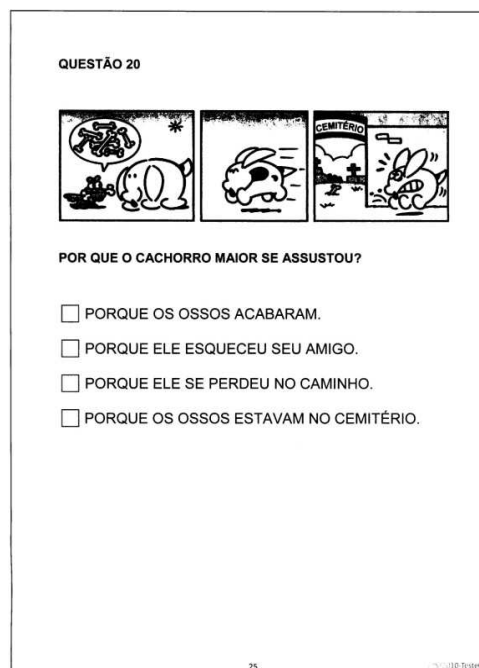 QUESTÃO 20
CEMITÉRIO
POR QUE O CACHORRO MAIOR SE ASSUSTOU?
PORQUE OS OSSOS ACABARAM.
PORQUE ELE ESQUECEU SEU AMIGO.
PORQUE ELE SE PERDEU NO CAMINHO.
PORQUE OS OSSOS ESTAVAM NO CEMITÉRIO.
25